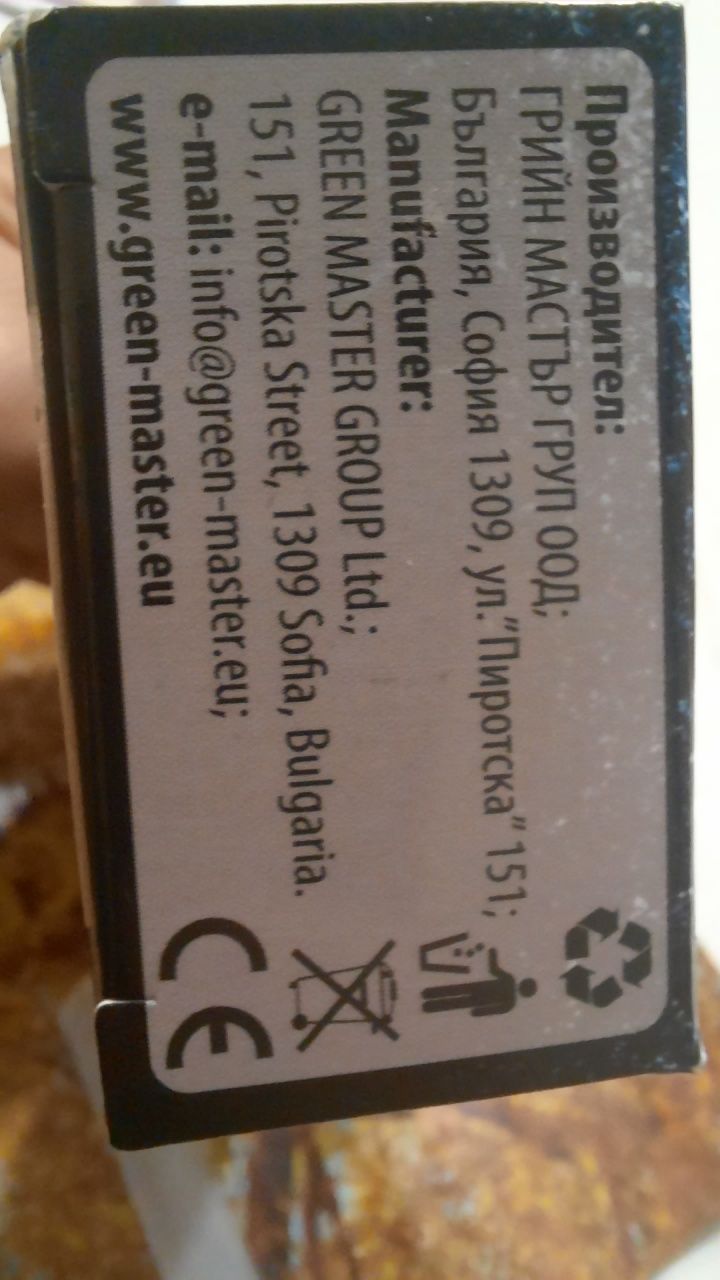 Производител:
ГРИЙН МАСТЪР ГРУП ООД;
България, София 1309, ул."Пиротска" 151;
Manufacturer:
GREEN MASTER GROUP Ltd.;
151, Pirotska Street, 1309 Sofia, Bulgaria.
e-mail: info@green-master.eu;
www.green-master.eu
CE